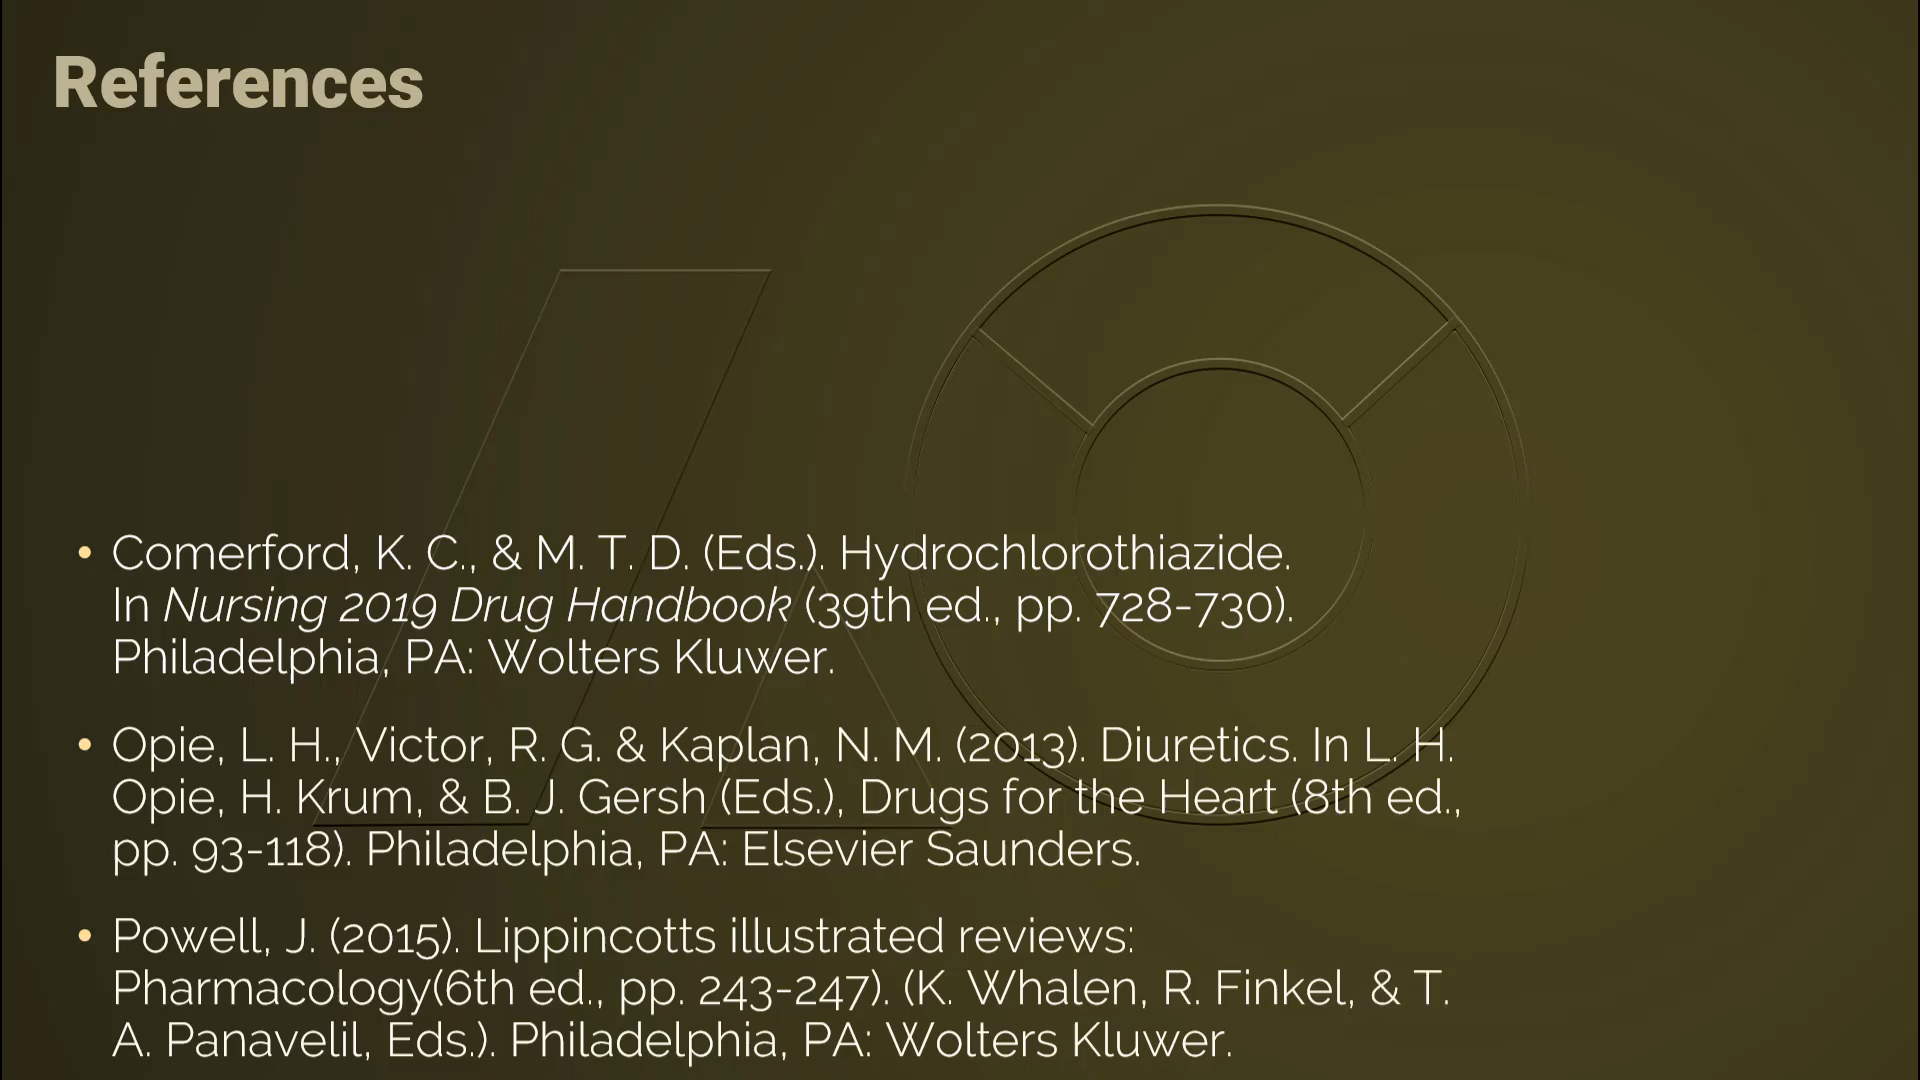 References
• Comerford, K. C., & M. T. D. (Eds.). Hydrochlorothiazide.
In Nursing 2019 Drug Handbook (39th ed., pp. 728-730).
Philadelphia, PA: Wolters Kluwer.
• Opie, L. H., Victor, R. G. & Kaplan, N. M. (2013). Diuretics. In L. H.
Opie, H. Krum, & B. J. Gersh (Eds.), Drugs for the Heart (8th ed.,
pp. 93-118). Philadelphia, PA: Elsevier Saunders.
• Powell, J. (2015). Lippincotts illustrated reviews:
Pharmacology(6th ed., pp. 243-247). (K. Whalen, R. Finkel, & T.
A. Panavelil, Eds.). Philadelphia, PA: Wolters Kluwer.